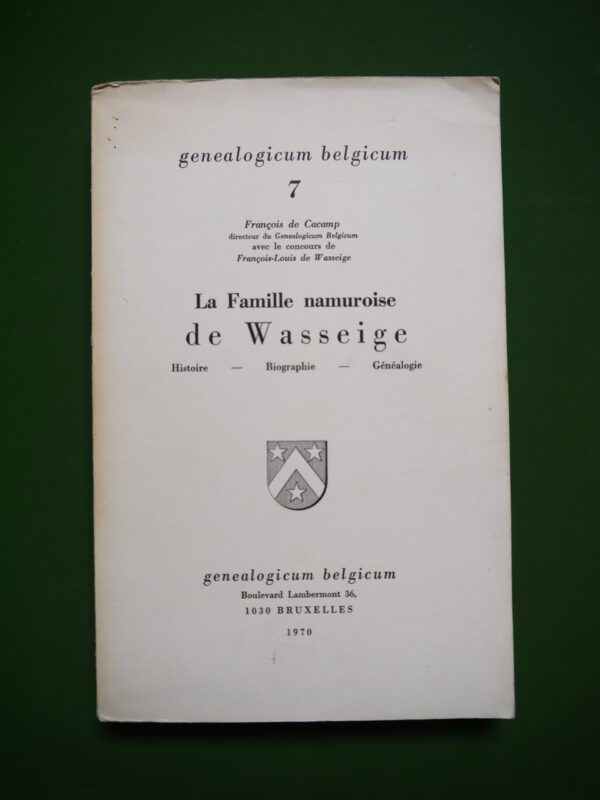 genealogicum belgicum
7
François de Cacamp
directeur du Genealogicum Belgicum
avec le concours de
François-Louis de Wasseige
La Famille namuroise
de Wasseige
Histoire — Biographie — Généalogie
genealogicum belgicum
Boulevard Lambermont 36,
1030 BRUXELLES
1970